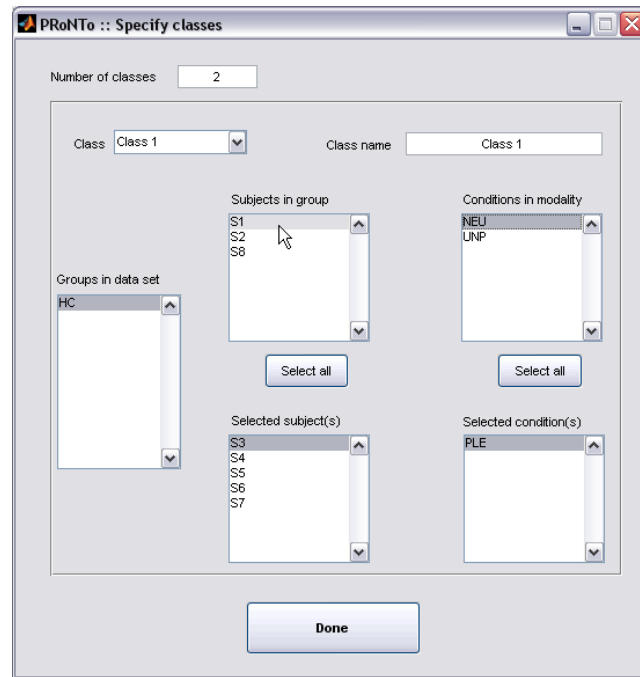 PRoNTo :: Specify classes
Number of classes 2
Class Class 1 Class name Class 1
Subjects in group
S1
S2
S8
Conditions in modality
NEU
UNP
Groups in data set
HC
Select all
Select all
Selected subject(s)
S3
S4
S5
S6
S7
Selected condition(s)
PLE
Done